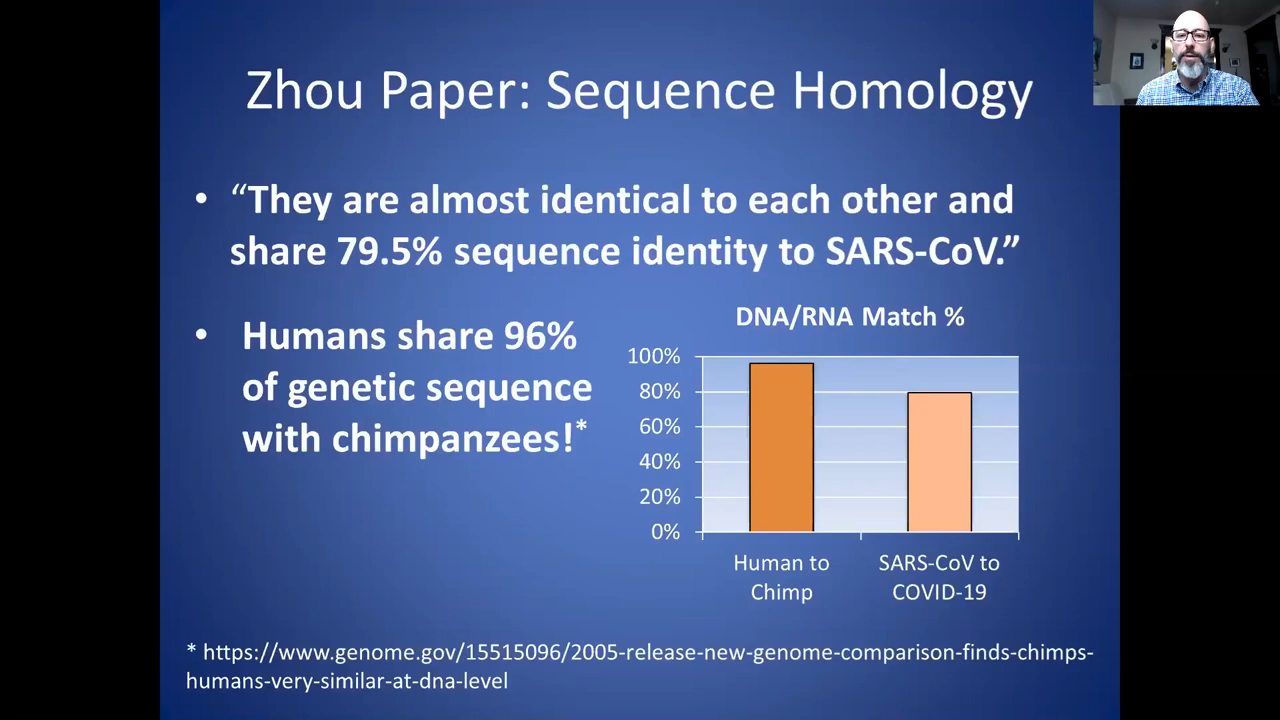 Zhou Paper: Sequence Homology
• “They are almost identical to each other and
share 79.5% sequence identity to SARS-CoV.”
• Humans share 96%
of genetic sequence
with chimpanzees!*
DNA/RNA Match %
100%
80%
60%
40%
20%
0%
Human to
Chimp
SARS-CoV to
COVID-19
* https://www.genome.gov/15515096/2005-release-new-genome-comparison-finds-chimps-
humans-very-similar-at-dna-level